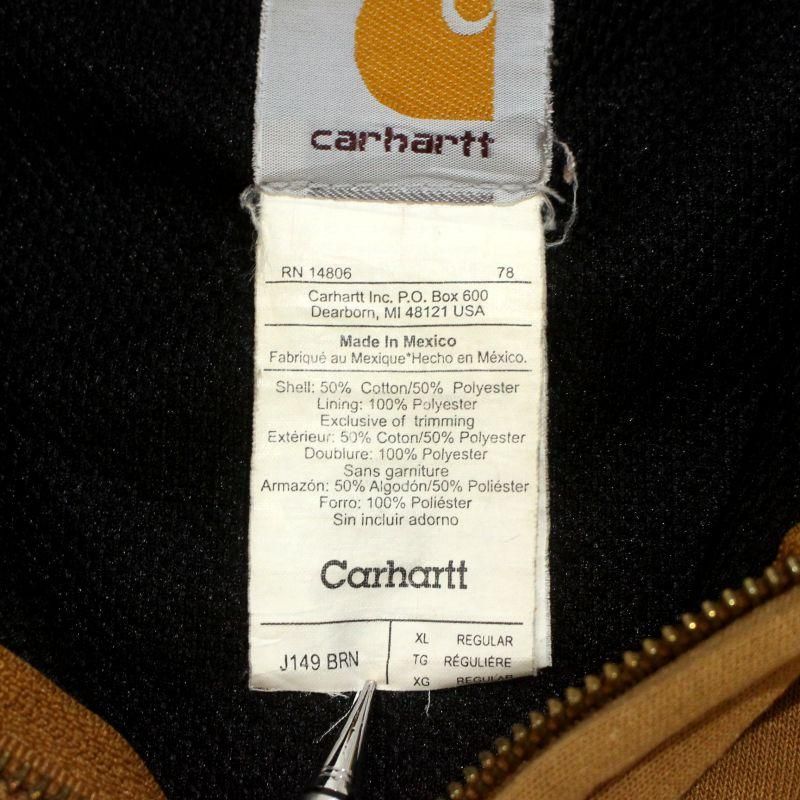 carhartt
RN 14806 78
Carhartt Inc. P.O. Box 600
Dearborn, MI 48121 USA
Made In Mexico
Fabriqué au Mexique*Hecho en México.
Shell: 50% Cotton/50% Polyester
Lining: 100% Polyester
Exclusive of trimming
Extérieur: 50% Coton/50% Polyester
Doublure: 100% Polyester
Sans garniture
Armazón: 50% Algodón/50% Poliéster
Forro: 100% Poliéster
Sin incluir adorno
Carhartt
J149 BRN
XL REGULAR
TG RÉGULIÈRE
XG REGULAR